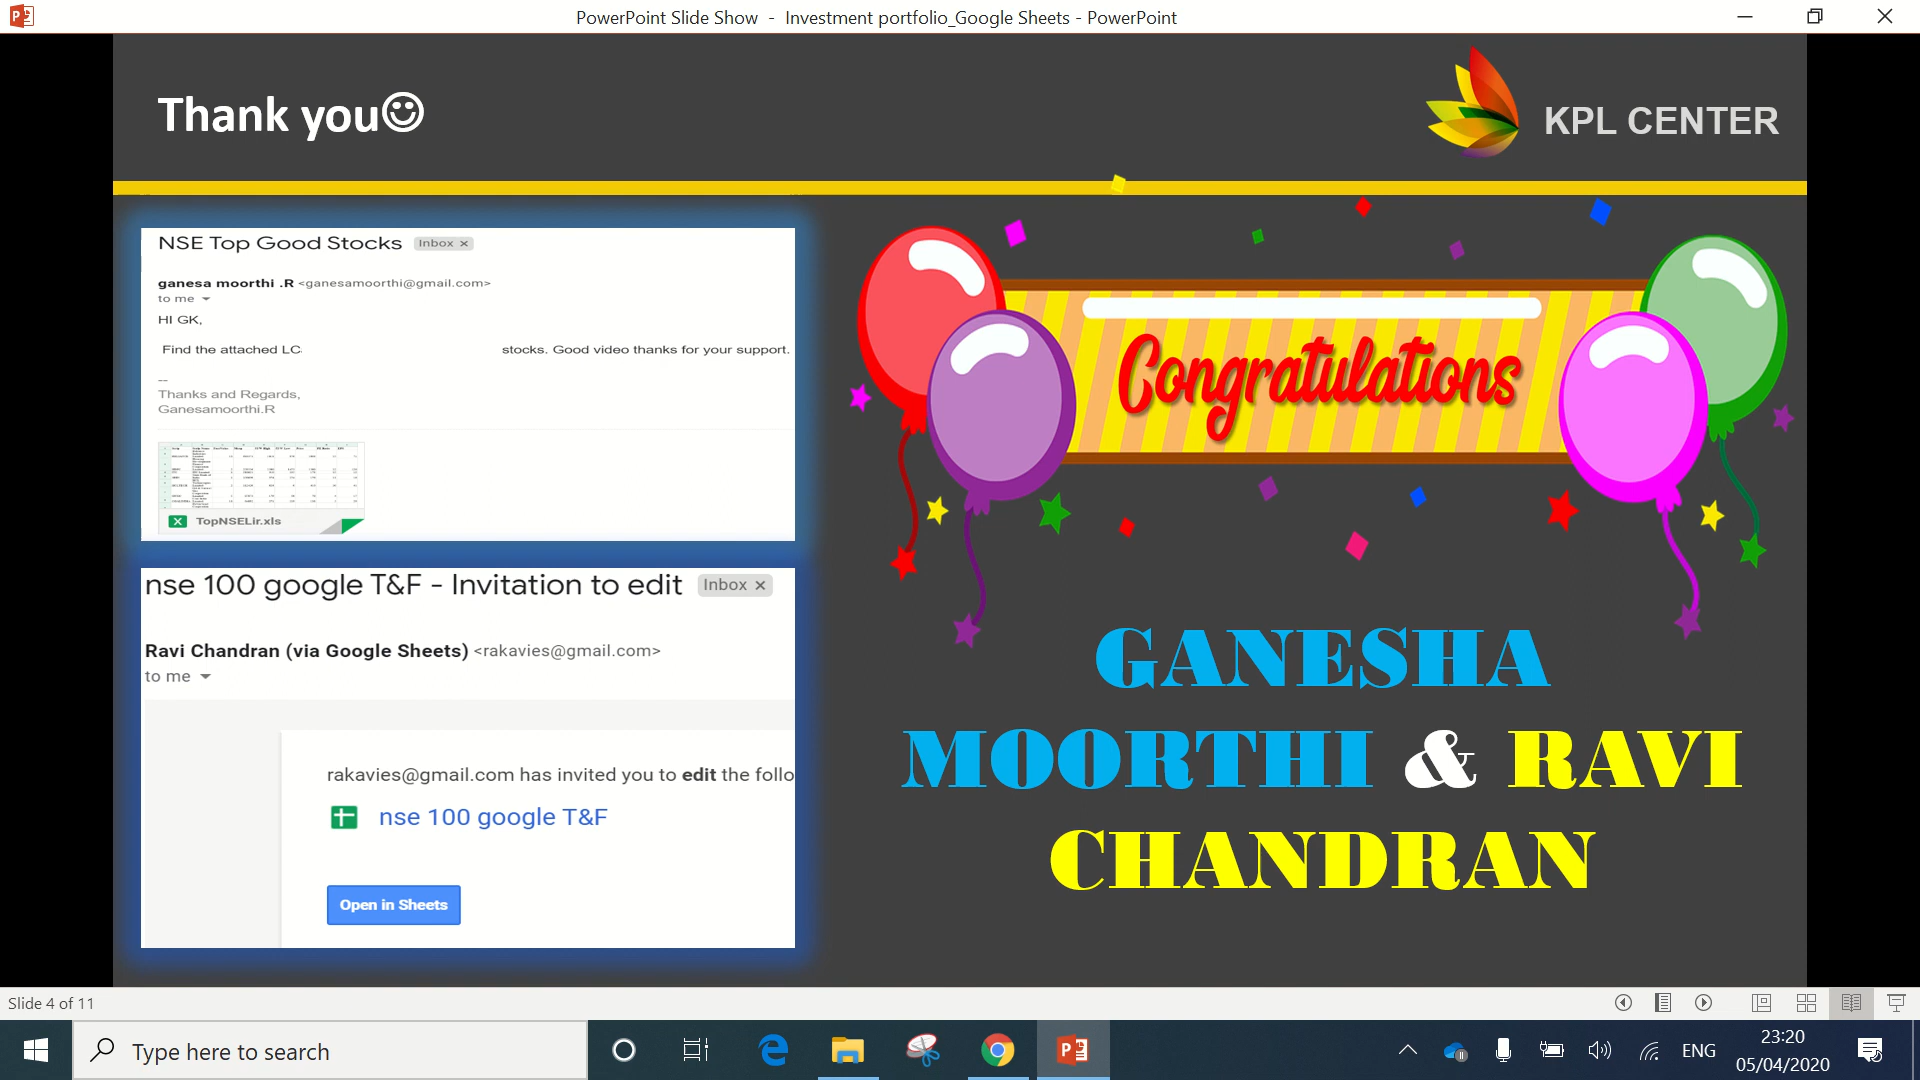 PowerPoint Slide Show - Investment portfolio_Google Sheets - PowerPoint
Thank you
KPL CENTER
NSE Top Good Stocks Inbox ×
ganesa moorthi .R <ganesamoorthi@gmail.com>
to me
HI GK,
Find the attached LC stocks. Good video thanks for your support.
--
Thanks and Regards,
Ganesamoorthi.R
TopNSELir.xls
nse 100 google T&F - Invitation to edit Inbox ×
Ravi Chandran (via Google Sheets) <rakavies@gmail.com>
to me
rakavies@gmail.com has invited you to edit the follo
nse 100 google T&F
Open in Sheets
Congratulations
GANESHA
MOORTHI & RAVI
CHANDRAN
Slide 4 of 11
Type here to search
ENG
23:20
05/04/2020